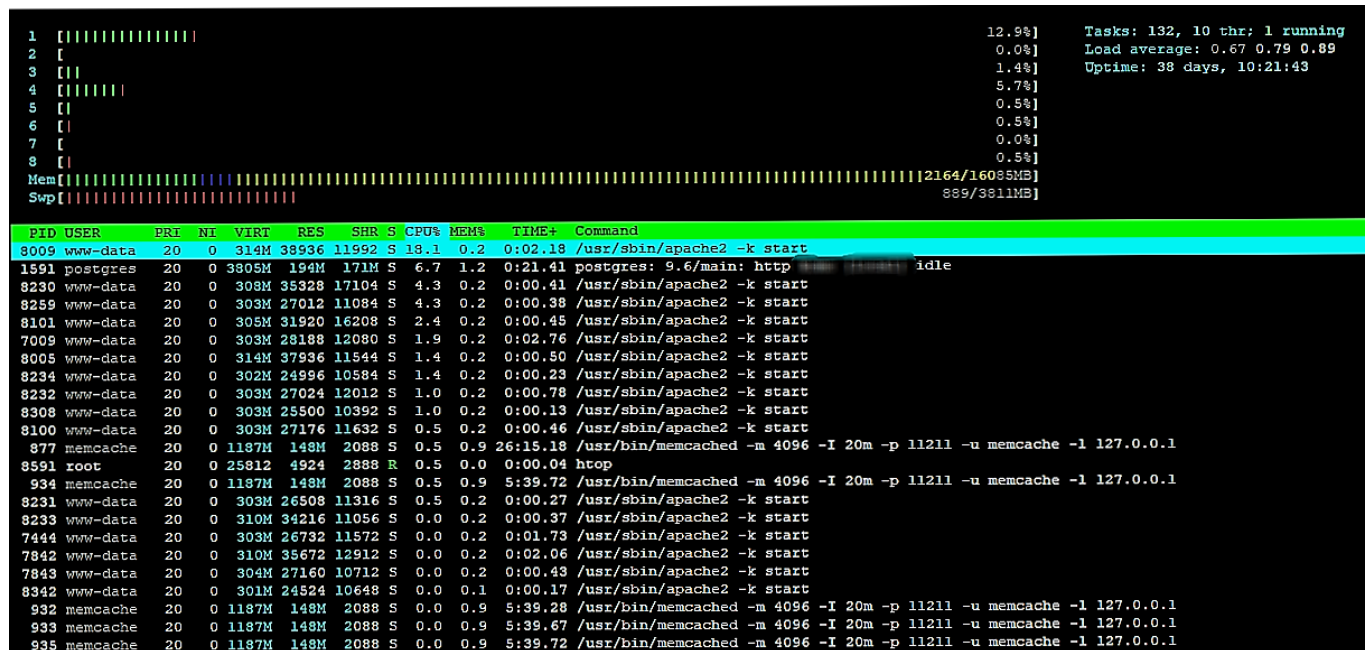 1 [|||||||||||||| 12.9%] Tasks: 132, 10 thr; 1 running
2 [ 0.0%] Load average: 0.67 0.79 0.89
3 [|| 1.4%] Uptime: 38 days, 10:21:43
4 [||||||| 5.7%]
5 [| 0.5%]
6 [| 0.5%]
7 [ 0.0%]
8 [| 0.5%]
Mem[||||||||||||||||||||||||||||||||||||||||||||||||||||||||||||||||||||||||||||||||||||||||||||||||||||2164/16085MB]
Swp[||||||||||||||||||||||||| 889/3811MB]
PID USER PRI NI VIRT RES SHR S CPU% MEM% TIME+ Command
8009 www-data 20 0 314M 38936 11992 S 18.1 0.2 0:02.18 /usr/sbin/apache2 -k start
1591 postgres 20 0 3805M 194M 171M S 6.7 1.2 0:21.41 postgres: 9.6/main: http idle
8230 www-data 20 0 308M 35328 17104 S 4.3 0.2 0:00.41 /usr/sbin/apache2 -k start
8259 www-data 20 0 303M 27012 11084 S 4.3 0.2 0:00.38 /usr/sbin/apache2 -k start
8101 www-data 20 0 305M 31920 16208 S 2.4 0.2 0:00.45 /usr/sbin/apache2 -k start
7009 www-data 20 0 303M 28188 12080 S 1.9 0.2 0:02.76 /usr/sbin/apache2 -k start
8005 www-data 20 0 314M 37936 11544 S 1.4 0.2 0:00.50 /usr/sbin/apache2 -k start
8234 www-data 20 0 302M 24996 10584 S 1.4 0.2 0:00.23 /usr/sbin/apache2 -k start
8232 www-data 20 0 303M 27024 12012 S 1.0 0.2 0:00.78 /usr/sbin/apache2 -k start
8308 www-data 20 0 303M 25500 10392 S 1.0 0.2 0:00.13 /usr/sbin/apache2 -k start
8100 www-data 20 0 303M 27176 11632 S 0.5 0.2 0:00.46 /usr/sbin/apache2 -k start
877 memcache 20 0 1187M 148M 2088 S 0.5 0.9 26:15.18 /usr/bin/memcached -m 4096 -I 20m -p 11211 -u memcache -l 127.0.0.1
8591 root 20 0 25812 4924 2888 R 0.5 0.0 0:00.04 htop
934 memcache 20 0 1187M 148M 2088 S 0.5 0.9 5:39.72 /usr/bin/memcached -m 4096 -I 20m -p 11211 -u memcache -l 127.0.0.1
8231 www-data 20 0 303M 26508 11316 S 0.5 0.2 0:00.27 /usr/sbin/apache2 -k start
8233 www-data 20 0 310M 34216 11056 S 0.0 0.2 0:00.37 /usr/sbin/apache2 -k start
7444 www-data 20 0 303M 26732 11572 S 0.0 0.2 0:01.73 /usr/sbin/apache2 -k start
7842 www-data 20 0 310M 35672 12912 S 0.0 0.2 0:02.06 /usr/sbin/apache2 -k start
7843 www-data 20 0 304M 27160 10712 S 0.0 0.2 0:00.43 /usr/sbin/apache2 -k start
8342 www-data 20 0 301M 24524 10648 S 0.0 0.1 0:00.17 /usr/sbin/apache2 -k start
932 memcache 20 0 1187M 148M 2088 S 0.0 0.9 5:39.28 /usr/bin/memcached -m 4096 -I 20m -p 11211 -u memcache -l 127.0.0.1
933 memcache 20 0 1187M 148M 2088 S 0.0 0.9 5:39.67 /usr/bin/memcached -m 4096 -I 20m -p 11211 -u memcache -l 127.0.0.1
935 memcache 20 0 1187M 148M 2088 S 0.0 0.9 5:39.72 /usr/bin/memcached -m 4096 -I 20m -p 11211 -u memcache -l 127.0.0.1